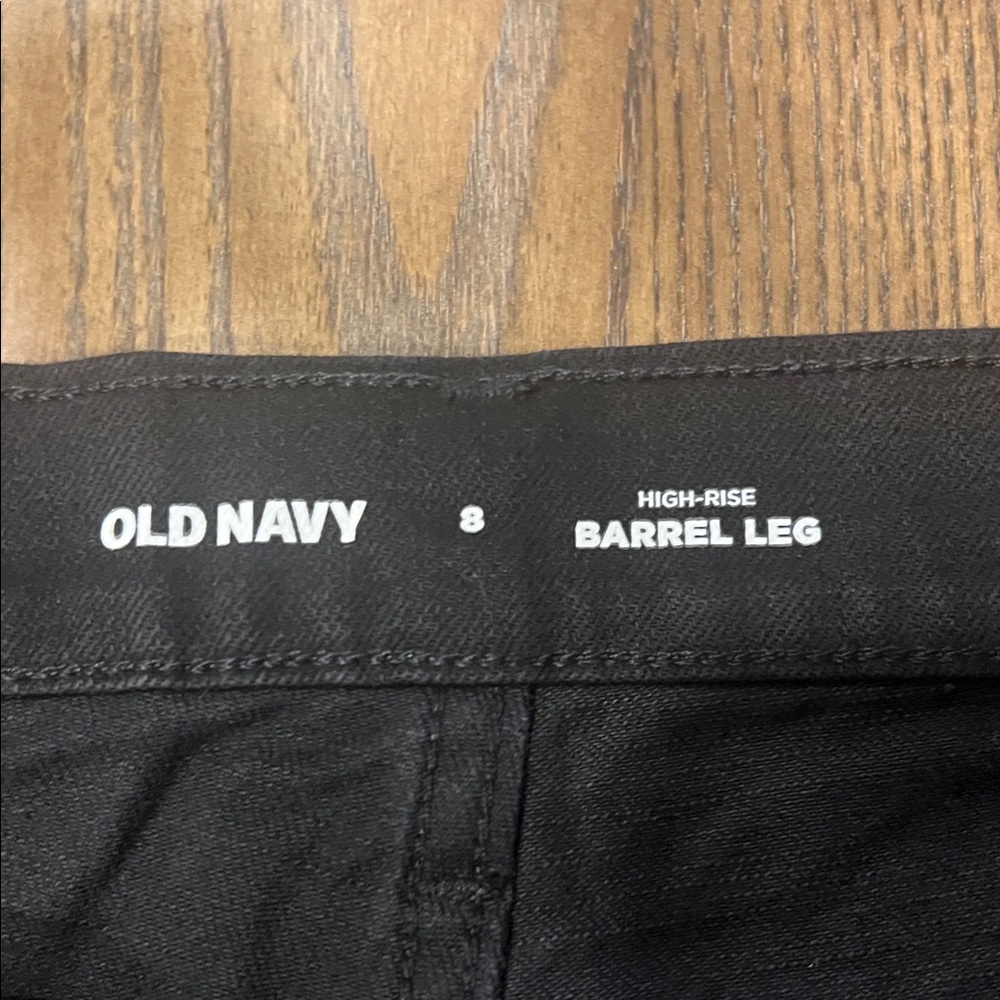 OLD NAVY
8
HIGH-RISE
BARREL LEG